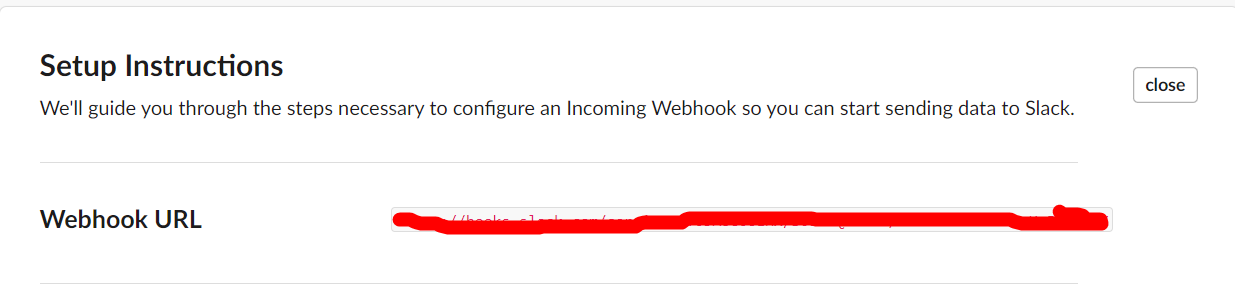 Setup Instructions
close
We'll guide you through the steps necessary to configure an Incoming Webhook so you can start sending data to Slack.
Webhook URL